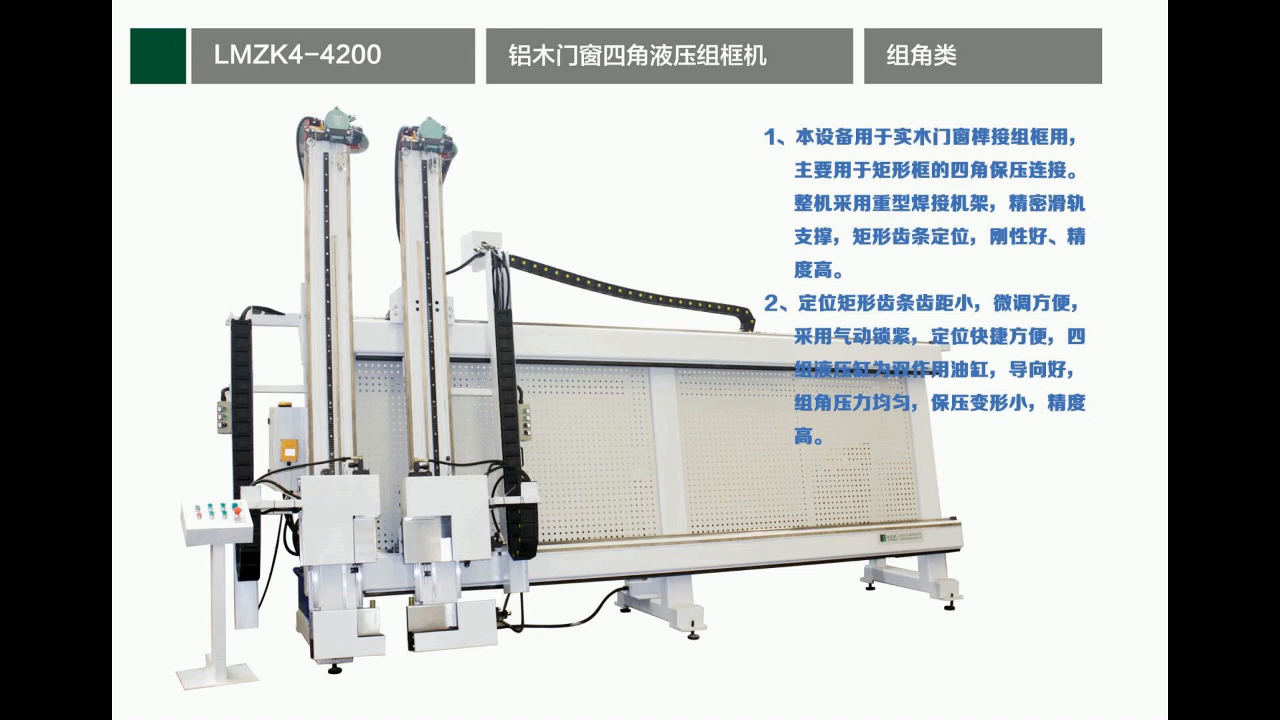 LMZK4-4200
铝木门窗四角液压组框机
组角类
1、本设备用于实木门窗榫接组框用，
主要用于矩形框的四角保压连接。
整机采用重型焊接机架，精密滑轨
支撑，矩形齿条定位，刚性好、精
度高。
2、定位矩形齿条齿距小，微调方便，
采用气动锁紧，定位快捷方便，四
组液压缸为双作用油缸，导向好，
组角压力均匀，保压变形小，精度
高。